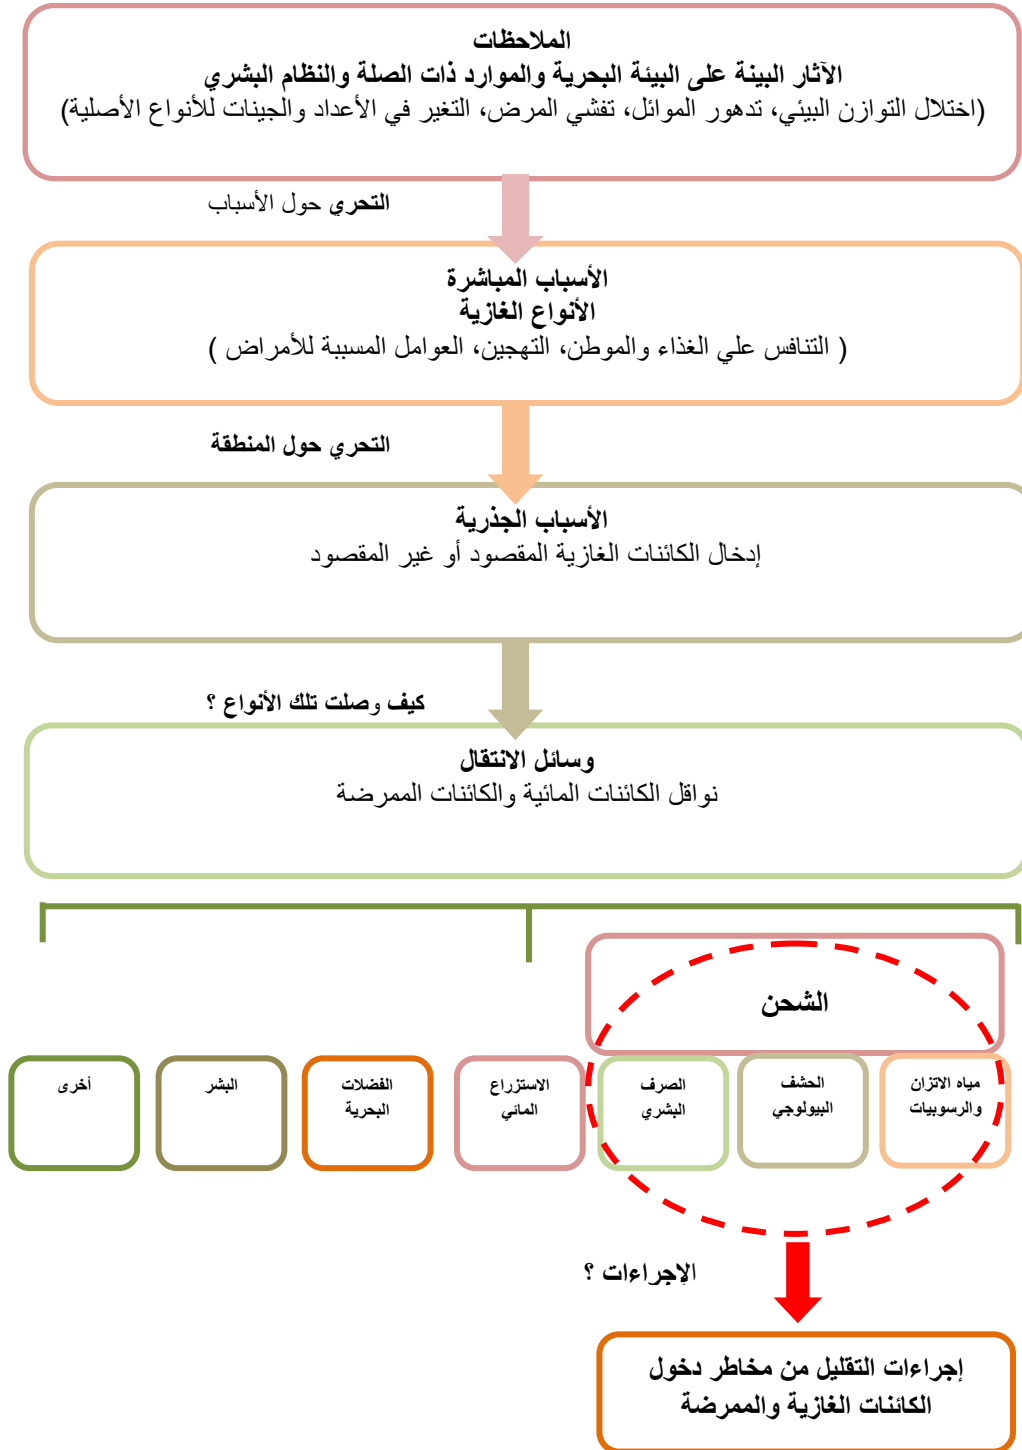 الملاحظات
الآثار البينة على البيئة البحرية والموارد ذات الصلة والنظام البشري
(اختلال التوازن البيئي، تدهور الموائل، تفشي المرض، التغير في الأعداد والجينات للأنواع الأصلية)
التحري حول الأسباب
الأسباب المباشرة
الأنواع الغازية
( التنافس علي الغذاء والموطن، التهجين، العوامل المسببة للأمراض )
التحري حول المنطقة
الأسباب الجذرية
إدخال الكائنات الغازية المقصود أو غير المقصود
كيف وصلت تلك الأنواع ؟
وسائل الانتقال
نواقل الكائنات المائية والكائنات الممرضة
الشحن
مياه الاتزان
والرسوبيات
الحشف
البيولوجي
الصرف
البشري
الاستزراع
المائي
الفضلات
البحرية
البشر
أخرى
الإجراءات ؟
إجراءات التقليل من مخاطر دخول
الكائنات الغازية والممرضة